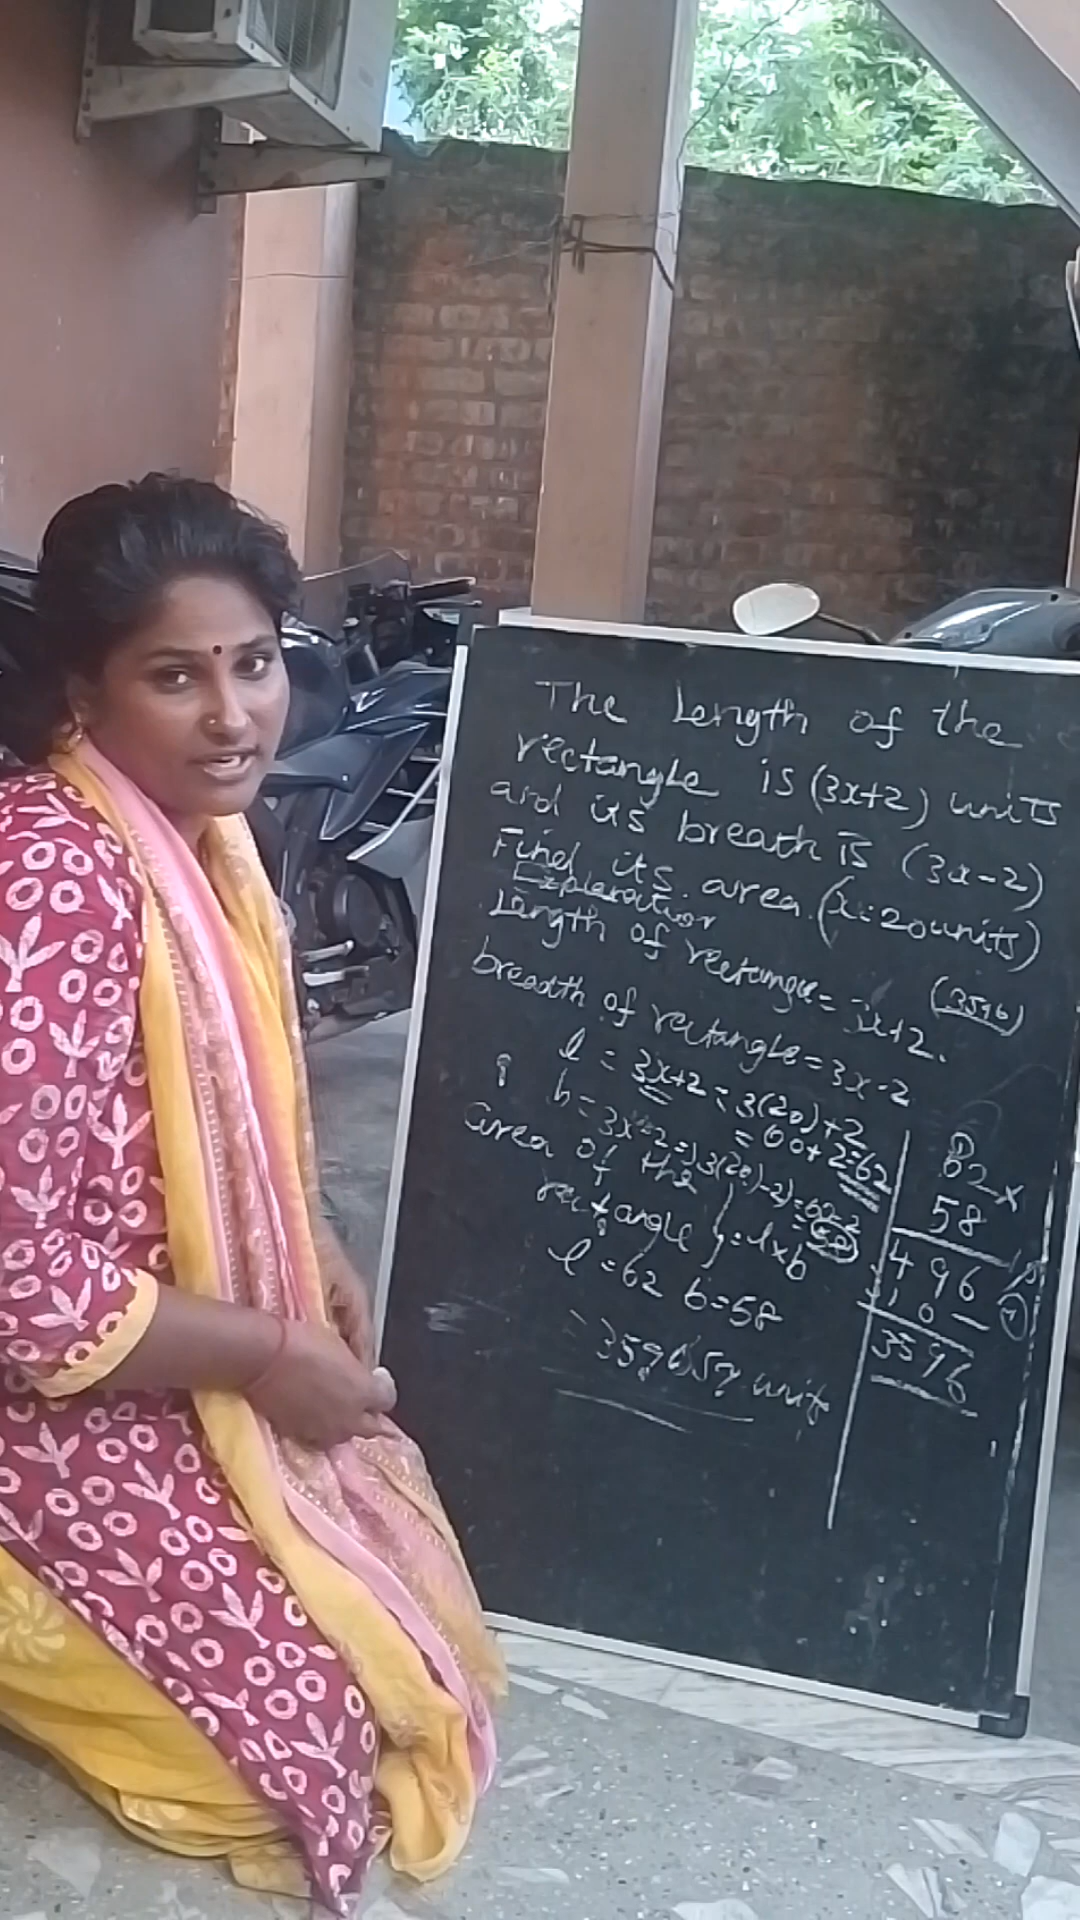 The Length of the
rectangle is (3x+2) units
and its breath is (3x-2)
Find its area. (x=20units)
Explanation
Length of rectangle = 3x+2.
(3596)
breadth of rectangle = 3x-2
l = 3x+2 = 3(20)+2
= 60+2=62
b = 3x-2 = 3(20)-2) = 60-2
= 58
area of the
rectangle } = l x b
l = 62 b = 58
= 3596 Sq. unit
62 x
58
496
310 -
3596